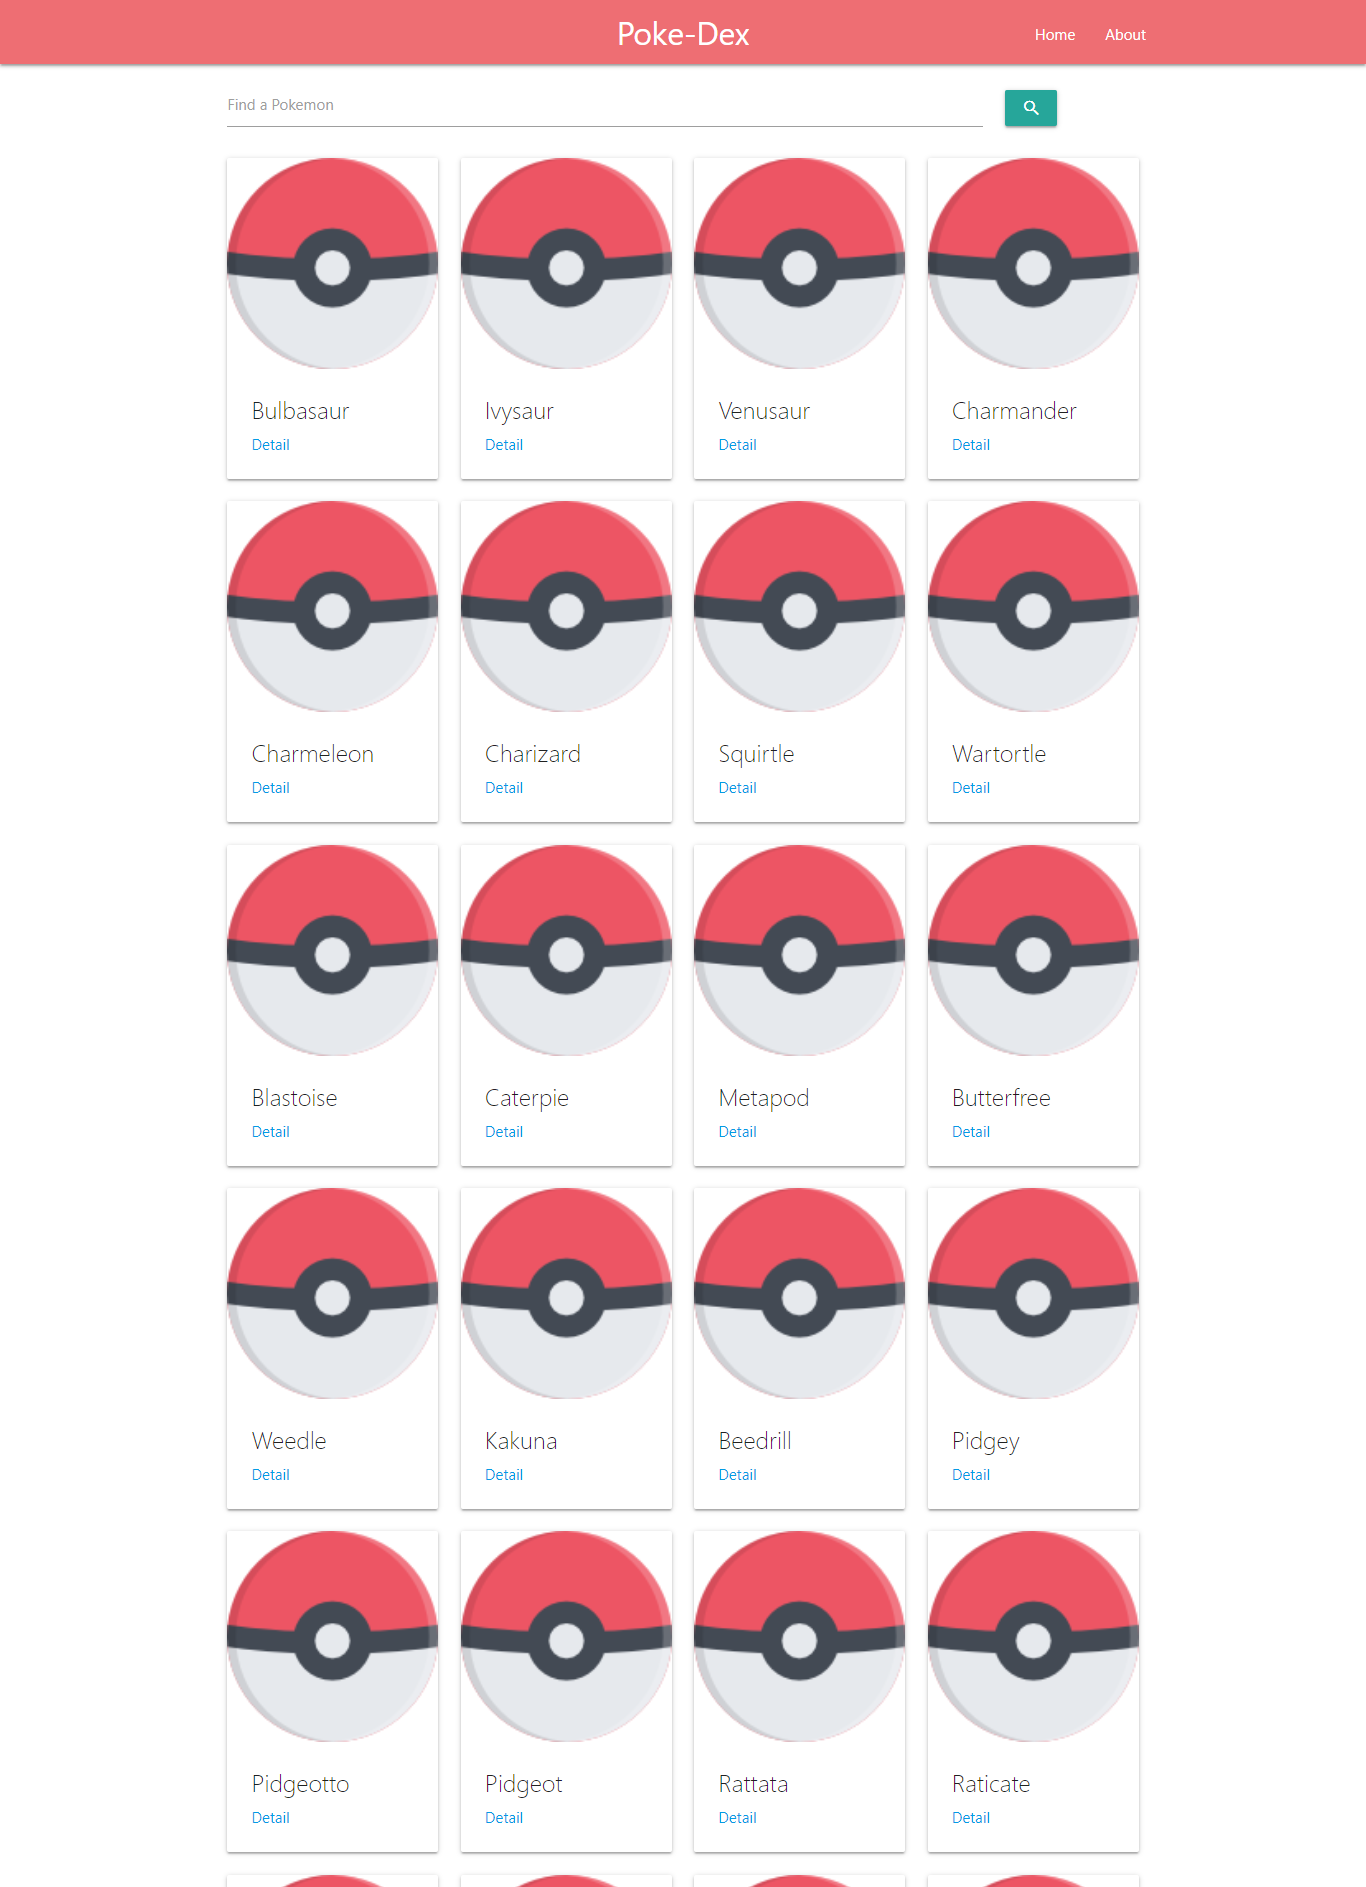 Poke-Dex
Home About
Find a Pokemon
Bulbasaur Ivysaur Venusaur Charmander
Detail Detail Detail Detail
Charmeleon Charizard Squirtle Wartortle
Detail Detail Detail Detail
Blastoise Caterpie Metapod Butterfree
Detail Detail Detail Detail
Weedle Kakuna Beedrill Pidgey
Detail Detail Detail Detail
Pidgeotto Pidgeot Rattata Raticate
Detail Detail Detail Detail